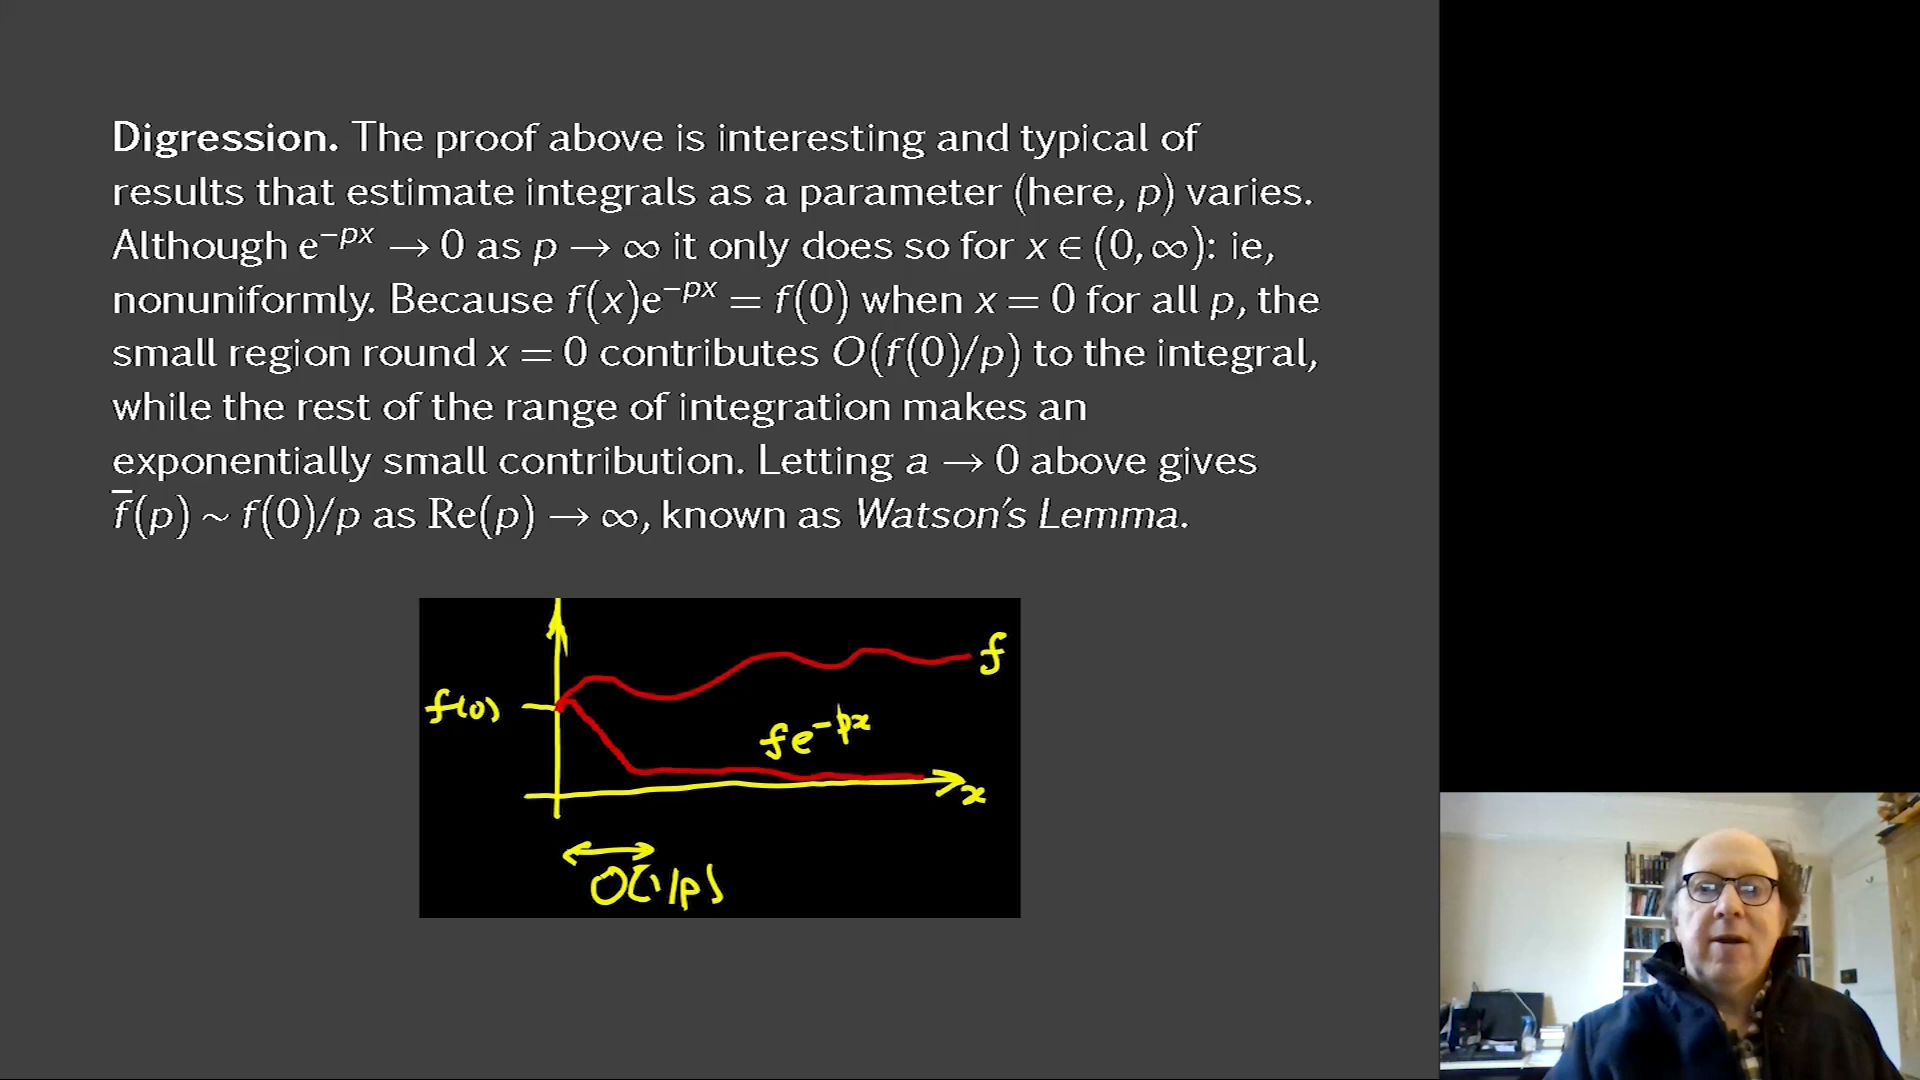 Digression. The proof above is interesting and typical of
results that estimate integrals as a parameter (here, p) varies.
Although e^{−px} → 0 as p → ∞ it only does so for x ∈ (0, ∞): ie,
nonuniformly. Because f(x)e^{−px} = f(0) when x = 0 for all p, the
small region round x = 0 contributes O(f(0)/p) to the integral,
while the rest of the range of integration makes an
exponentially small contribution. Letting a → 0 above gives
f̅(p) ~ f(0)/p as Re(p) → ∞, known as Watson's Lemma.
f
f(0)
fe^{−px}
x
O(1/p)